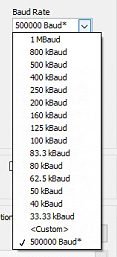 Baud Rate
500000 Baud*
1 MBaud
800 kBaud
500 kBaud
400 kBaud
250 kBaud
200 kBaud
160 kBaud
125 kBaud
100 kBaud
83.3 kBaud
80 kBaud
62.5 kBaud
50 kBaud
40 kBaud
33.33 kBaud
<Custom>
✓ 500000 Baud*